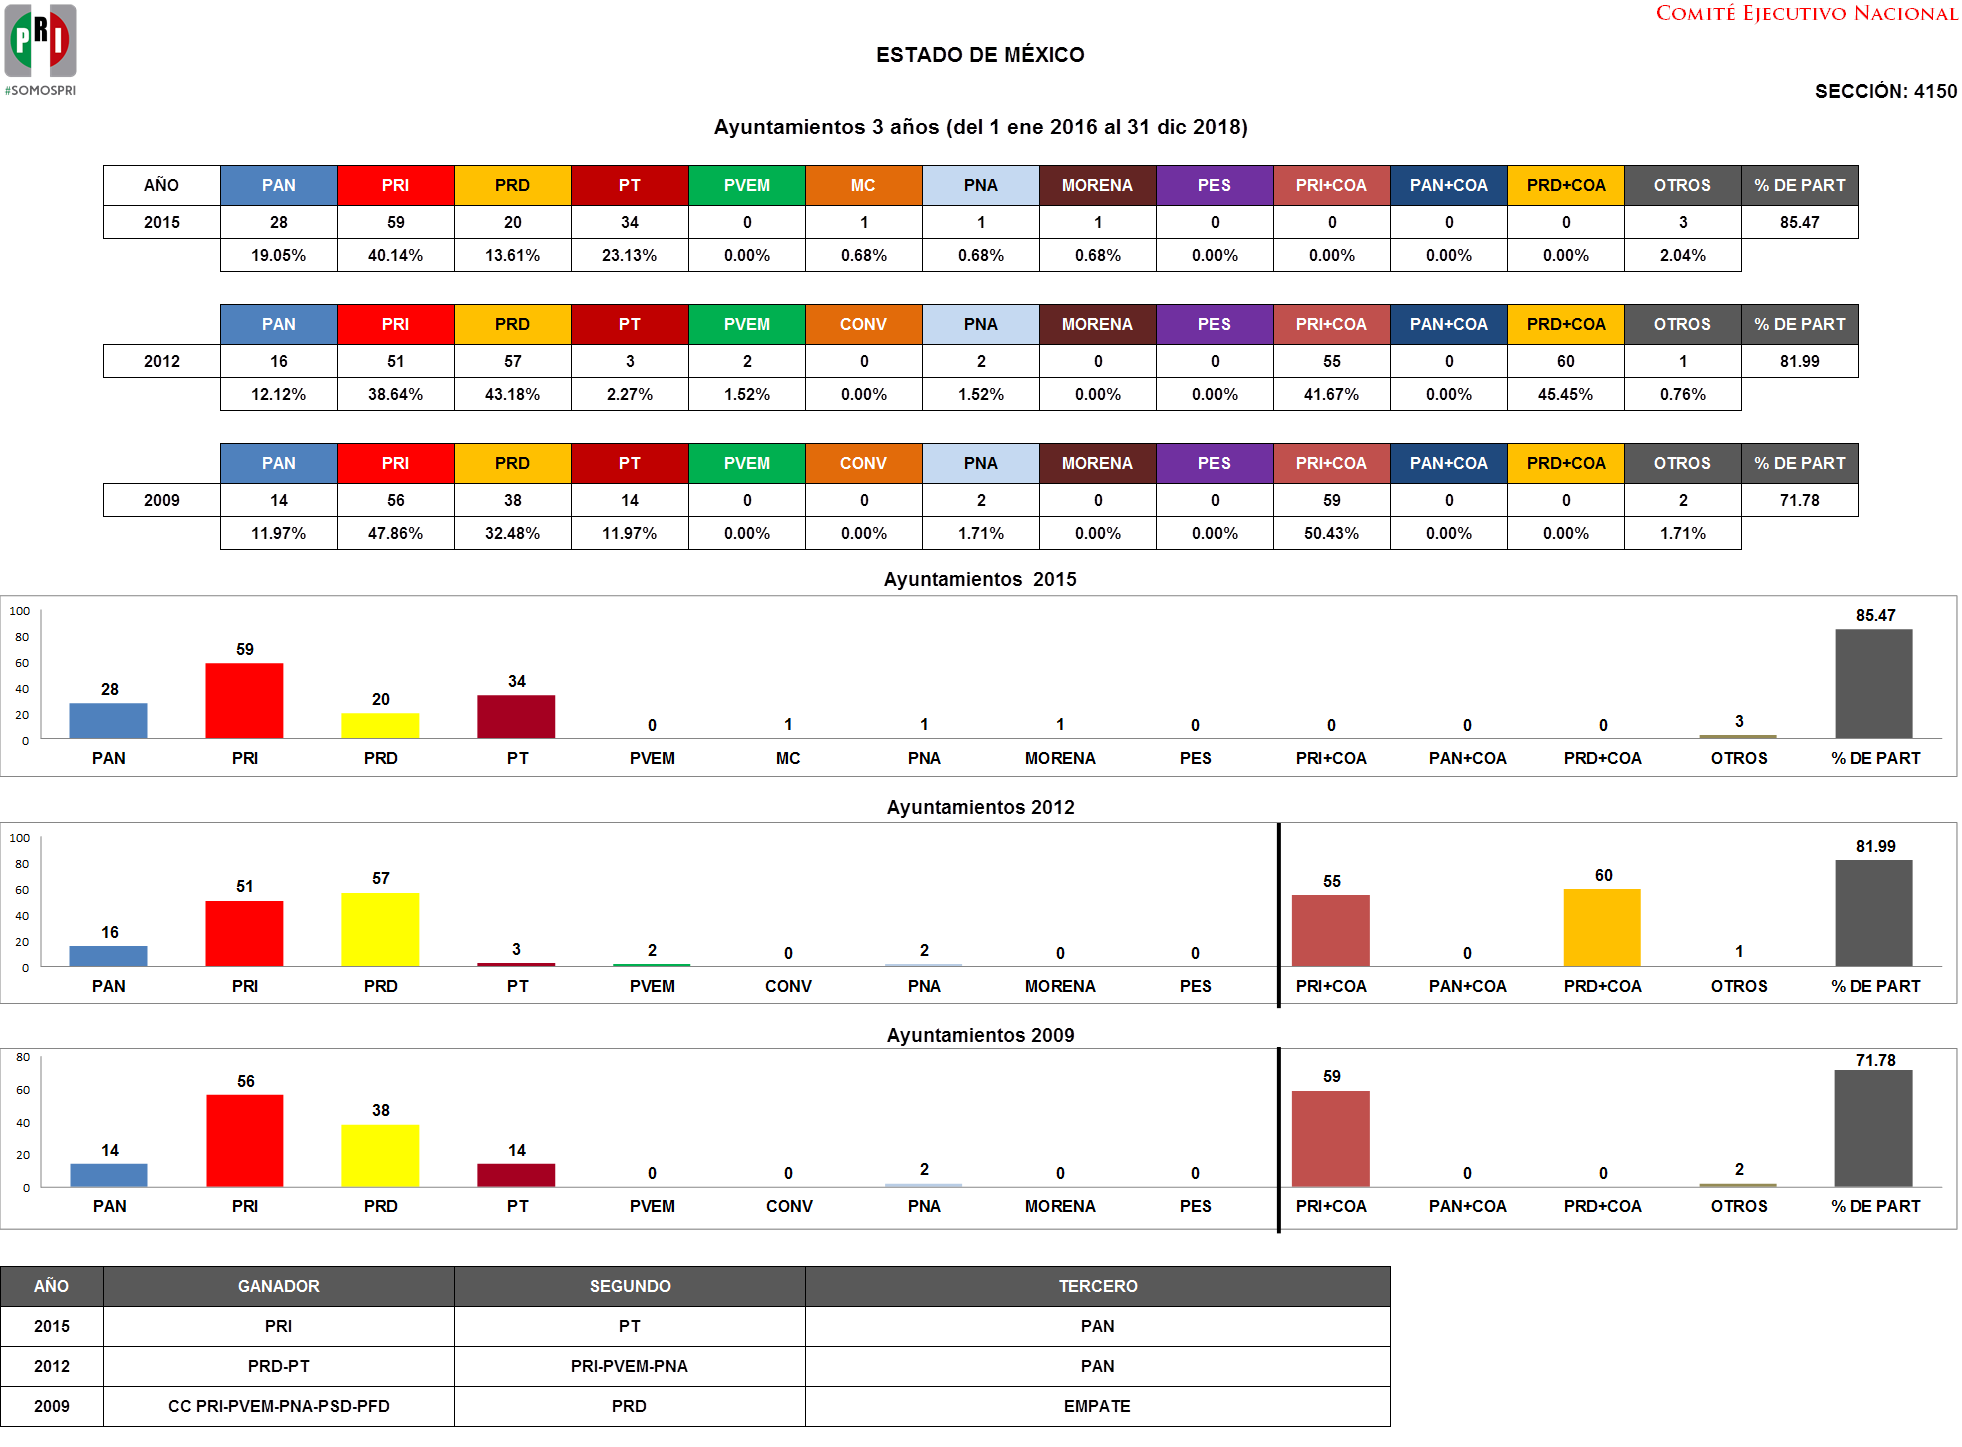 COMITÉ EJECUTIVO NACIONAL
PRI
#SOMOSPRI
ESTADO DE MÉXICO
SECCIÓN: 4150
Ayuntamientos 3 años (del 1 ene 2016 al 31 dic 2018)
AÑO PAN PRI PRD PT PVEM MC PNA MORENA PES PRI+COA PAN+COA PRD+COA OTROS % DE PART
2015 28 59 20 34 0 1 1 1 0 0 0 0 3 85.47
19.05% 40.14% 13.61% 23.13% 0.00% 0.68% 0.68% 0.68% 0.00% 0.00% 0.00% 0.00% 2.04%
PAN PRI PRD PT PVEM CONV PNA MORENA PES PRI+COA PAN+COA PRD+COA OTROS % DE PART
2012 16 51 57 3 2 0 2 0 0 55 0 60 1 81.99
12.12% 38.64% 43.18% 2.27% 1.52% 0.00% 1.52% 0.00% 0.00% 41.67% 0.00% 45.45% 0.76%
PAN PRI PRD PT PVEM CONV PNA MORENA PES PRI+COA PAN+COA PRD+COA OTROS % DE PART
2009 14 56 38 14 0 0 2 0 0 59 0 0 2 71.78
11.97% 47.86% 32.48% 11.97% 0.00% 0.00% 1.71% 0.00% 0.00% 50.43% 0.00% 0.00% 1.71%
Ayuntamientos 2015
100
80
60
40
20
0
28 59 20 34 0 1 1 1 0 0 0 0 3 85.47
PAN PRI PRD PT PVEM MC PNA MORENA PES PRI+COA PAN+COA PRD+COA OTROS % DE PART
Ayuntamientos 2012
100
80
60
40
20
0
16 51 57 3 2 0 2 0 0 55 0 60 1 81.99
PAN PRI PRD PT PVEM CONV PNA MORENA PES PRI+COA PAN+COA PRD+COA OTROS % DE PART
Ayuntamientos 2009
80
60
40
20
0
14 56 38 14 0 0 2 0 0 59 0 0 2 71.78
PAN PRI PRD PT PVEM CONV PNA MORENA PES PRI+COA PAN+COA PRD+COA OTROS % DE PART
AÑO GANADOR SEGUNDO TERCERO
2015 PRI PT PAN
2012 PRD-PT PRI-PVEM-PNA PAN
2009 CC PRI-PVEM-PNA-PSD-PFD PRD EMPATE